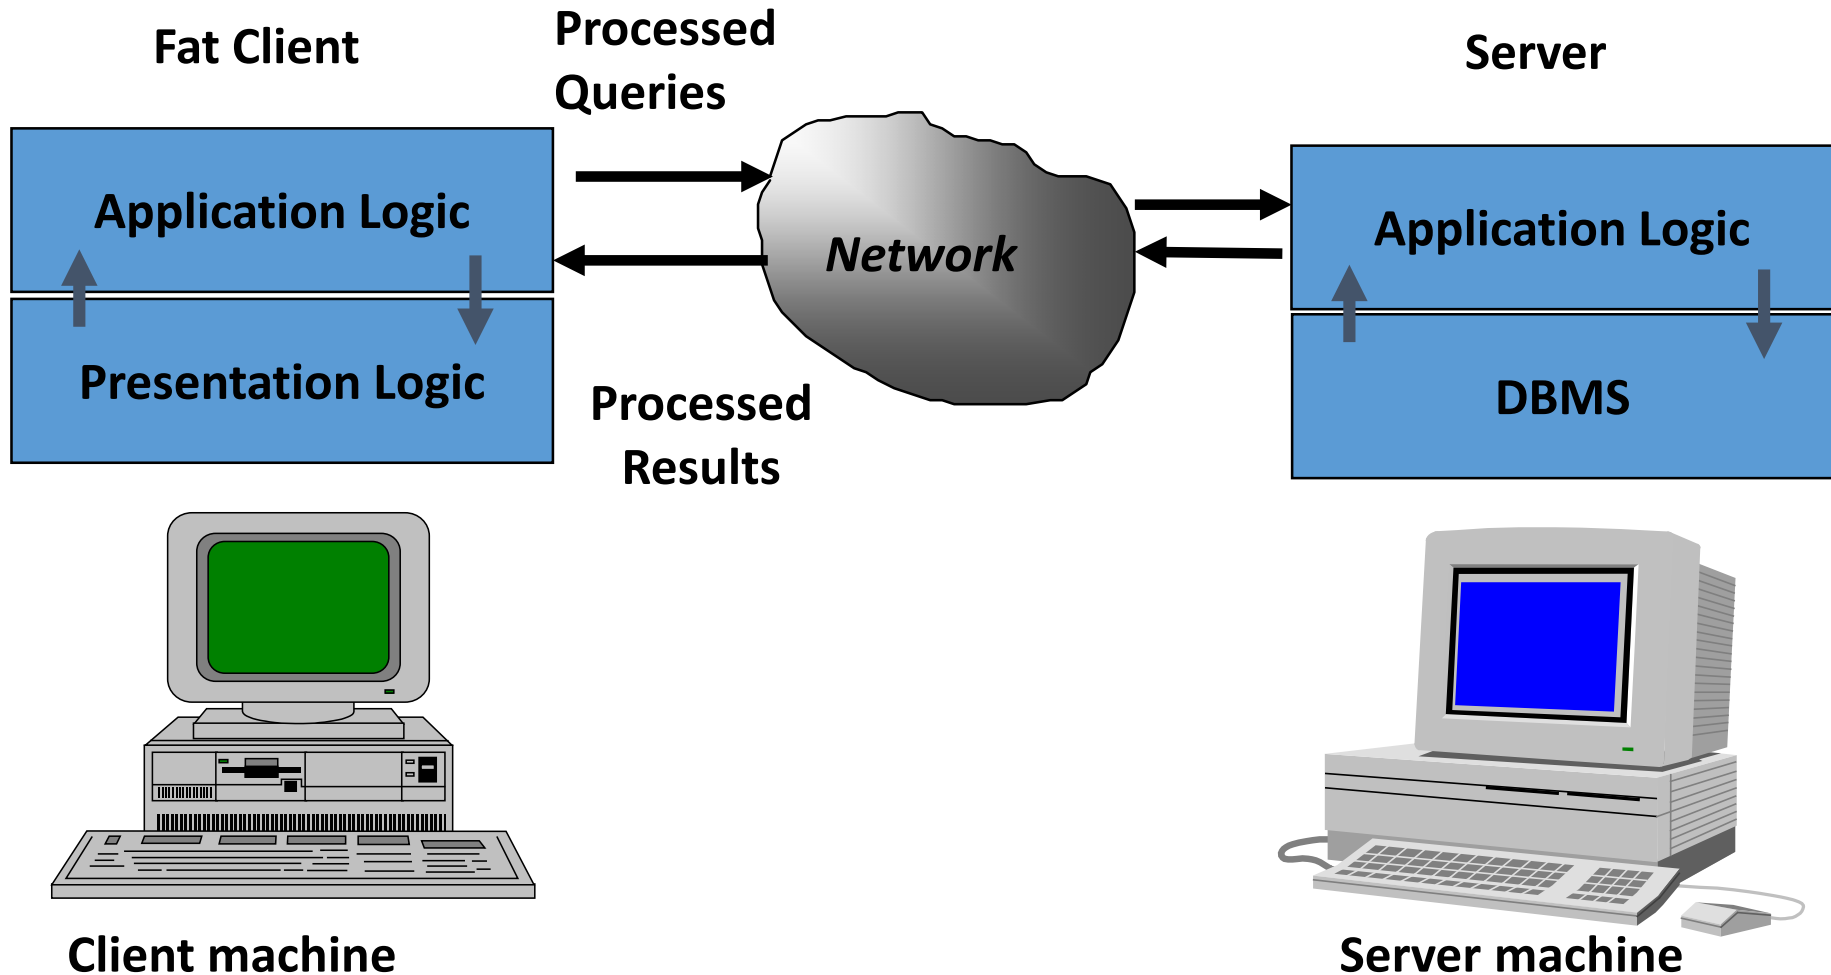 Fat Client
Processed
Queries
Server
Application Logic
Presentation Logic
Network
Application Logic
DBMS
Processed
Results
Client machine
Server machine